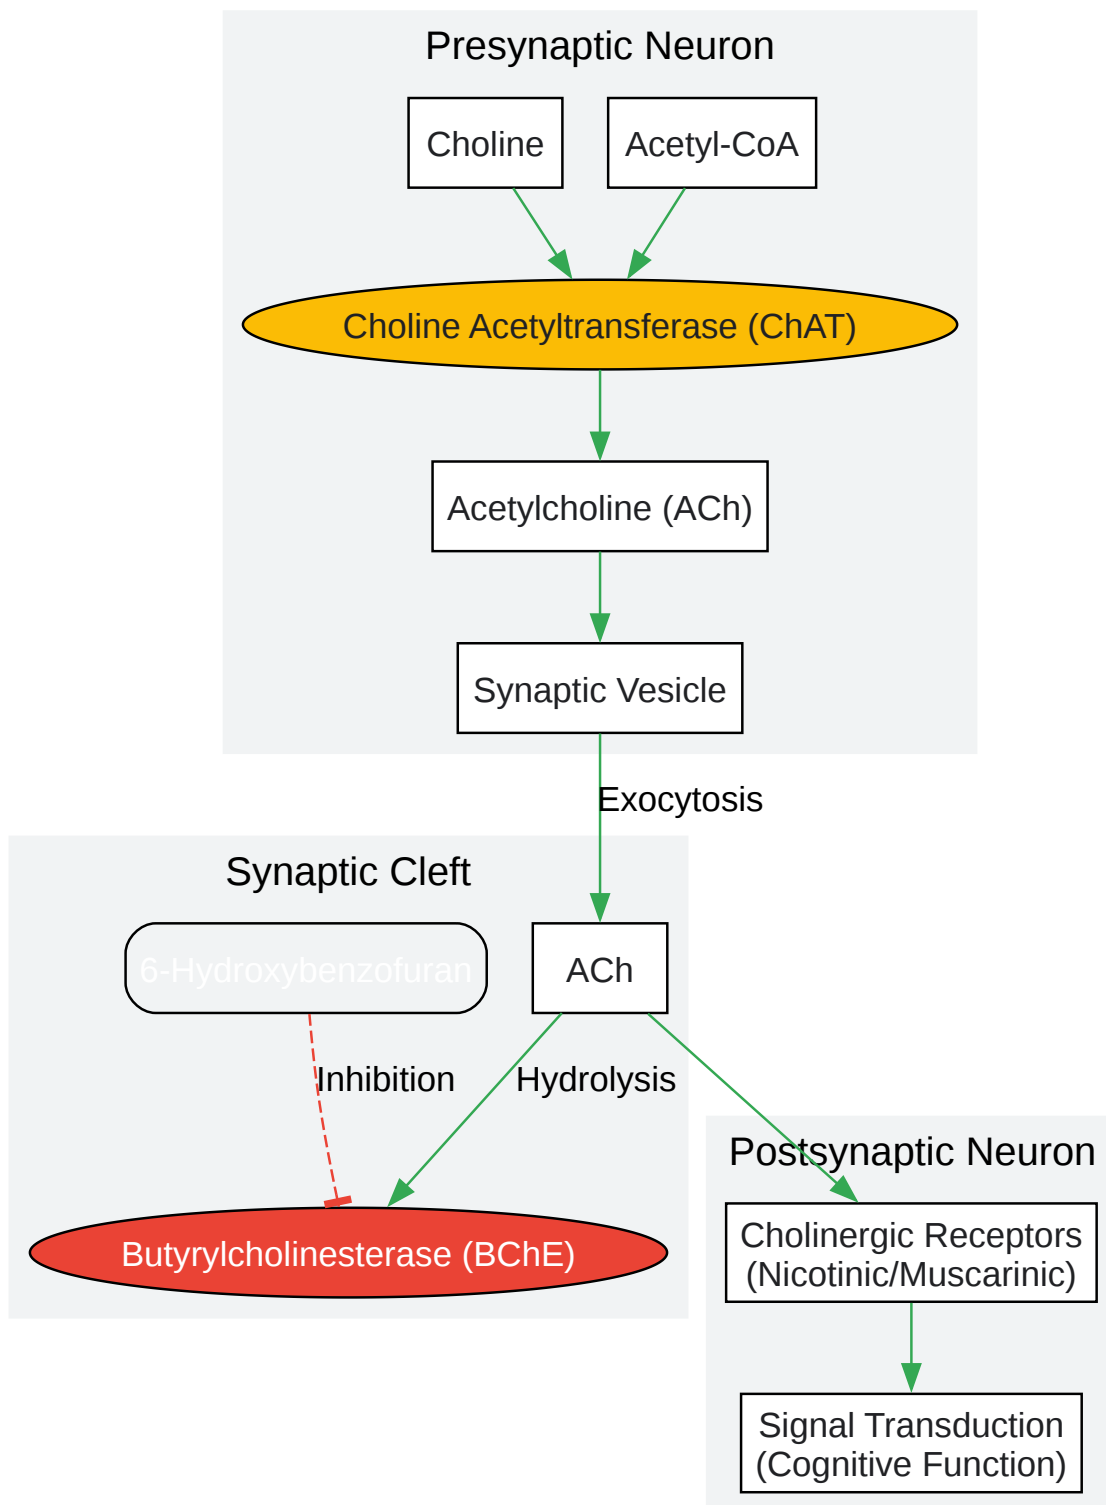 Presynaptic Neuron
Choline
Acetyl-CoA
Choline Acetyltransferase (ChAT)
Acetylcholine (ACh)
Synaptic Vesicle
Exocytosis
Synaptic Cleft
6-Hydroxybenzofuran
ACh
Inhibition
Hydrolysis
Butyrylcholinesterase (BChE)
Postsynaptic Neuron
Cholinergic Receptors
(Nicotinic/Muscarinic)
Signal Transduction
(Cognitive Function)